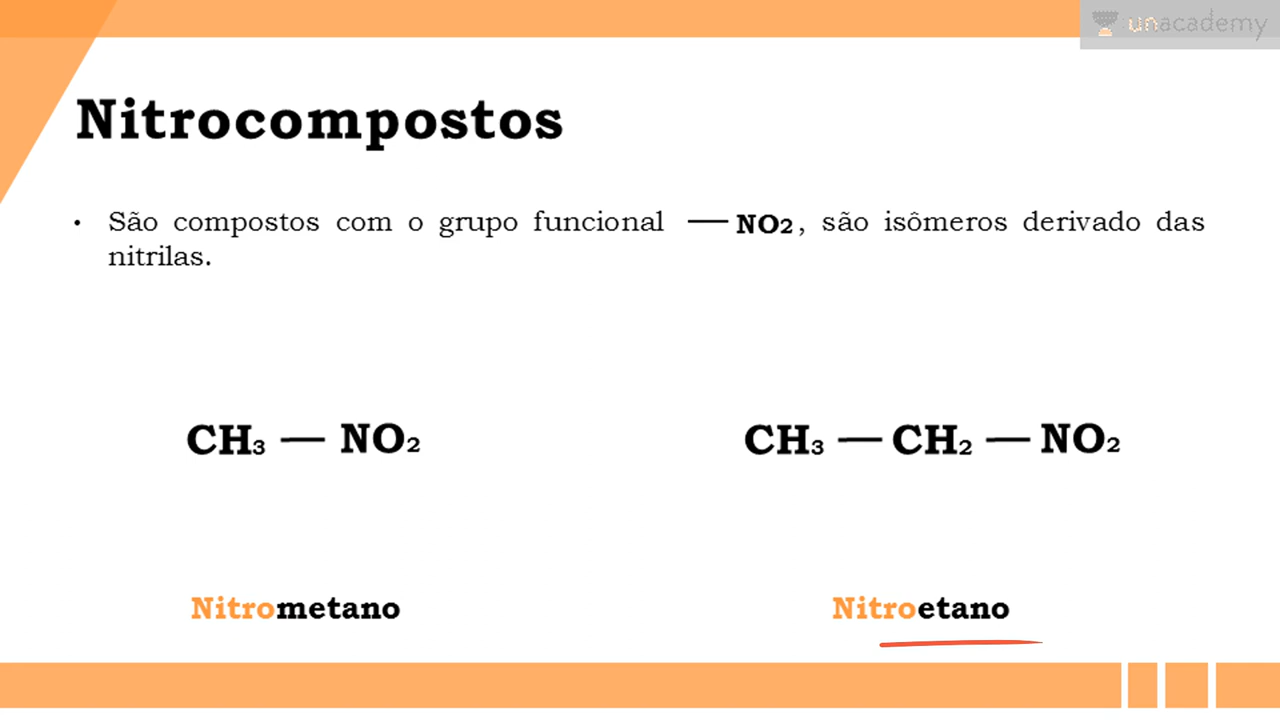 unacademy
Nitrocompostos
• São compostos com o grupo funcional — NO₂, são isômeros derivado das
nitrilas.
CH₃ — NO₂
CH₃ — CH₂ — NO₂
Nitrometano
Nitroetano